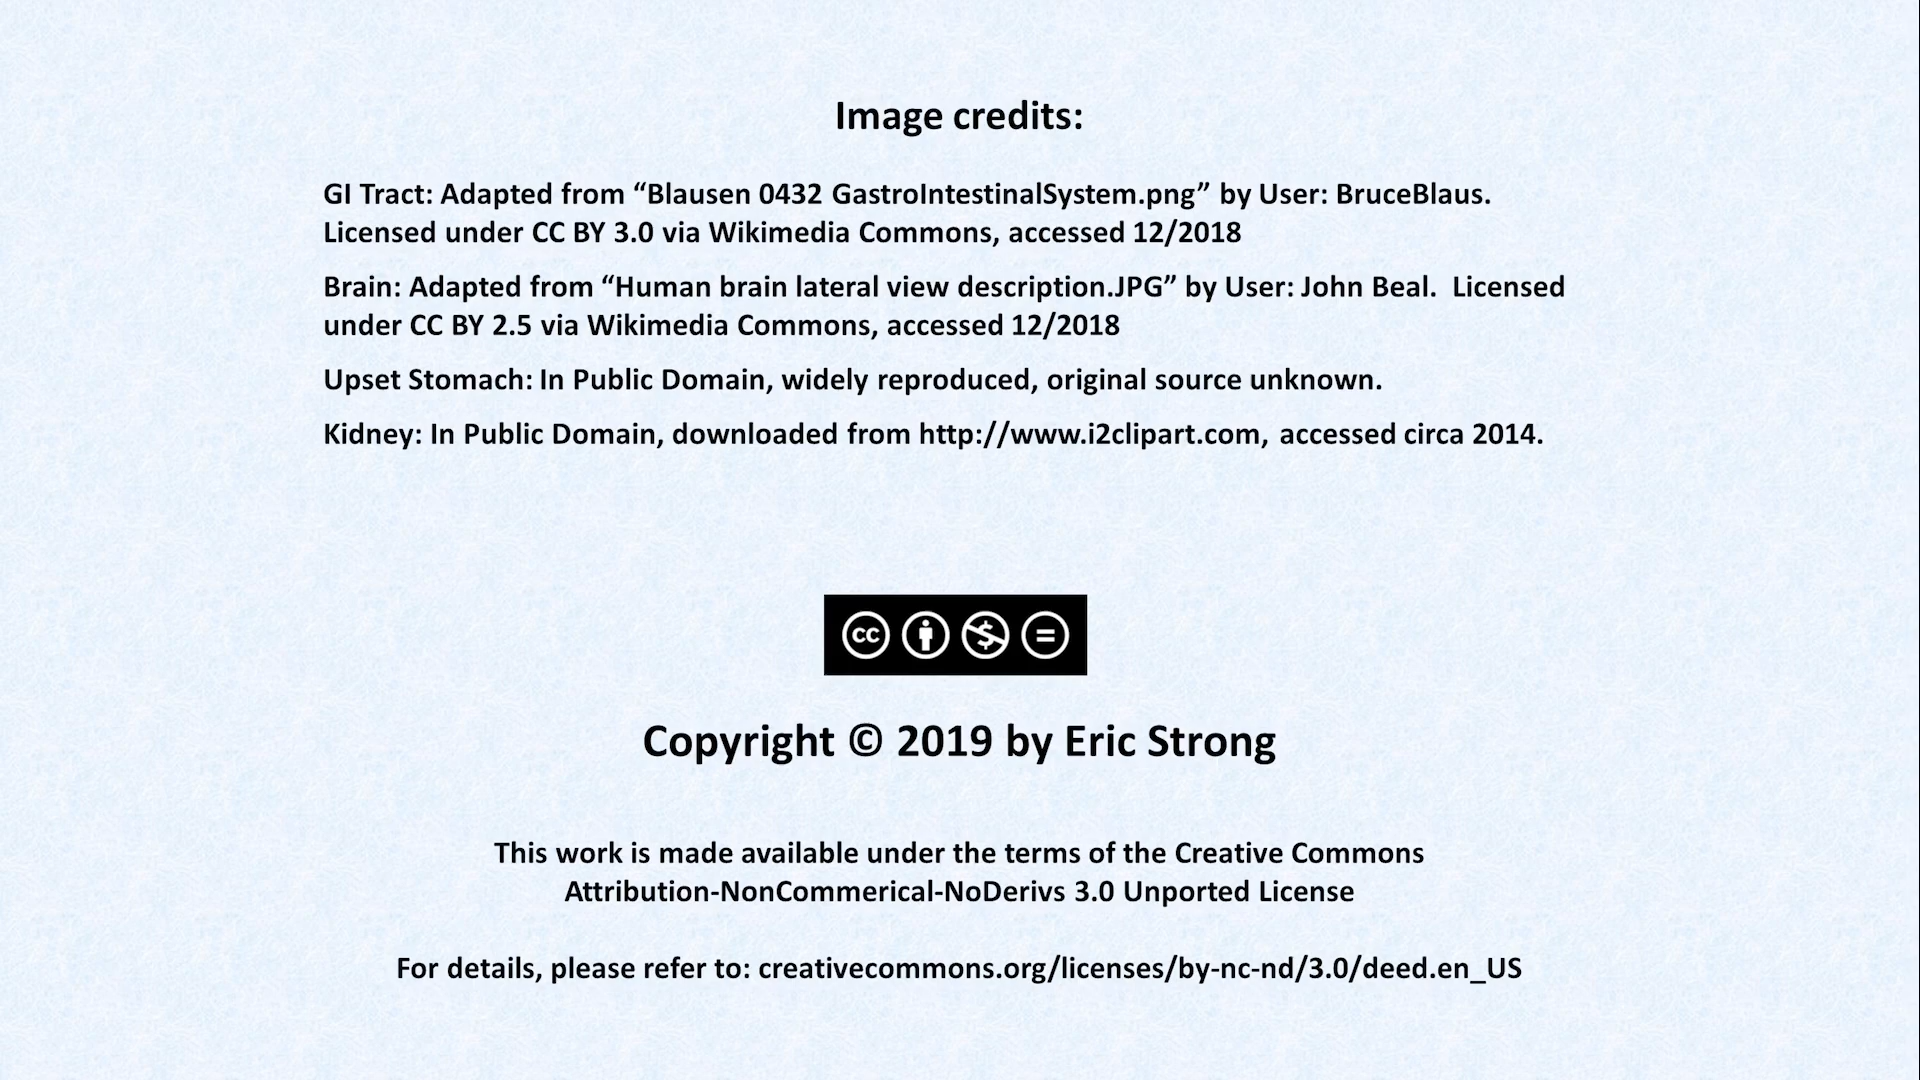 Image credits:
GI Tract: Adapted from “Blausen 0432 GastroIntestinalSystem.png” by User: BruceBlaus.
Licensed under CC BY 3.0 via Wikimedia Commons, accessed 12/2018
Brain: Adapted from “Human brain lateral view description.JPG” by User: John Beal.  Licensed
under CC BY 2.5 via Wikimedia Commons, accessed 12/2018
Upset Stomach: In Public Domain, widely reproduced, original source unknown.
Kidney: In Public Domain, downloaded from http://www.i2clipart.com, accessed circa 2014.
cc $ =
Copyright © 2019 by Eric Strong
This work is made available under the terms of the Creative Commons
Attribution-NonCommerical-NoDerivs 3.0 Unported License
For details, please refer to: creativecommons.org/licenses/by-nc-nd/3.0/deed.en_US